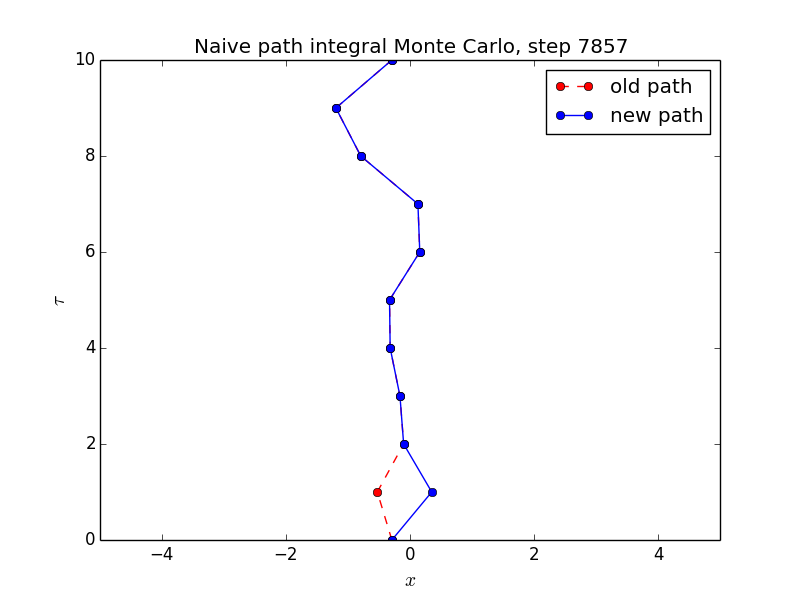 Naive path integral Monte Carlo, step 7857
old path
new path
10
8
6
4
2
0
τ
−4
−2
0
2
4
x